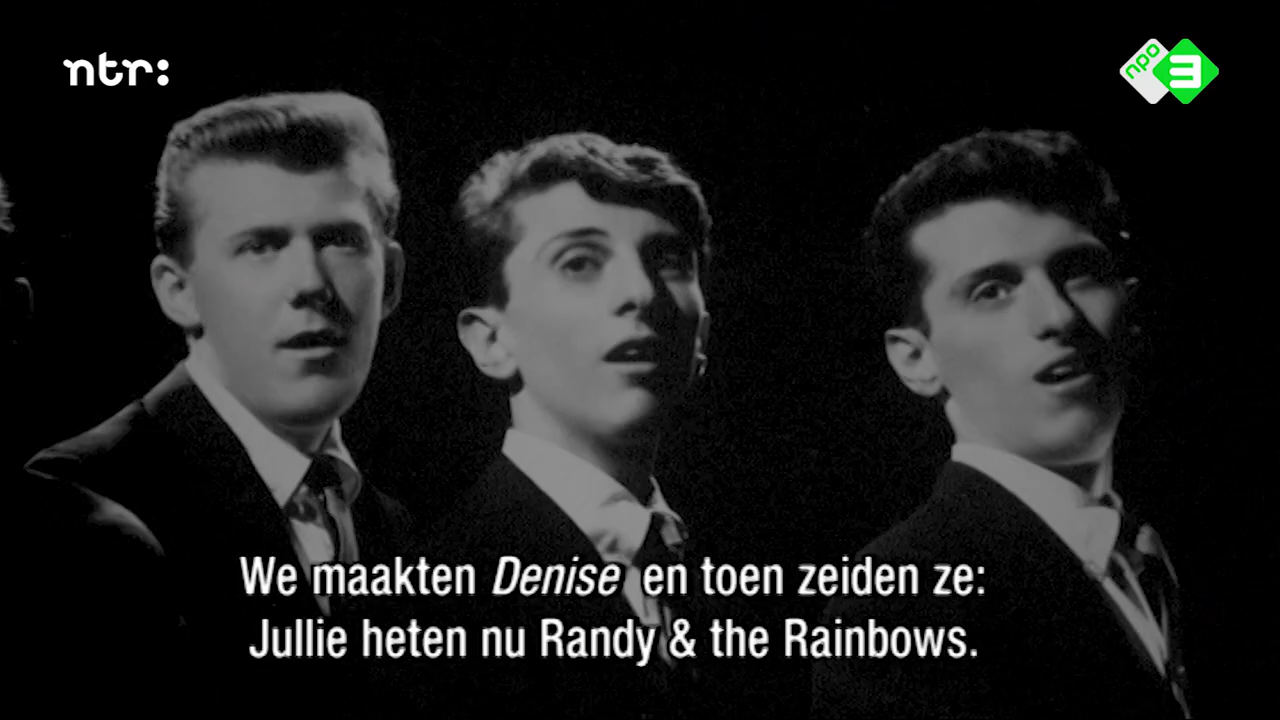 ntr:
npo 3
We maakten Denise en toen zeiden ze:
Jullie heten nu Randy & the Rainbows.